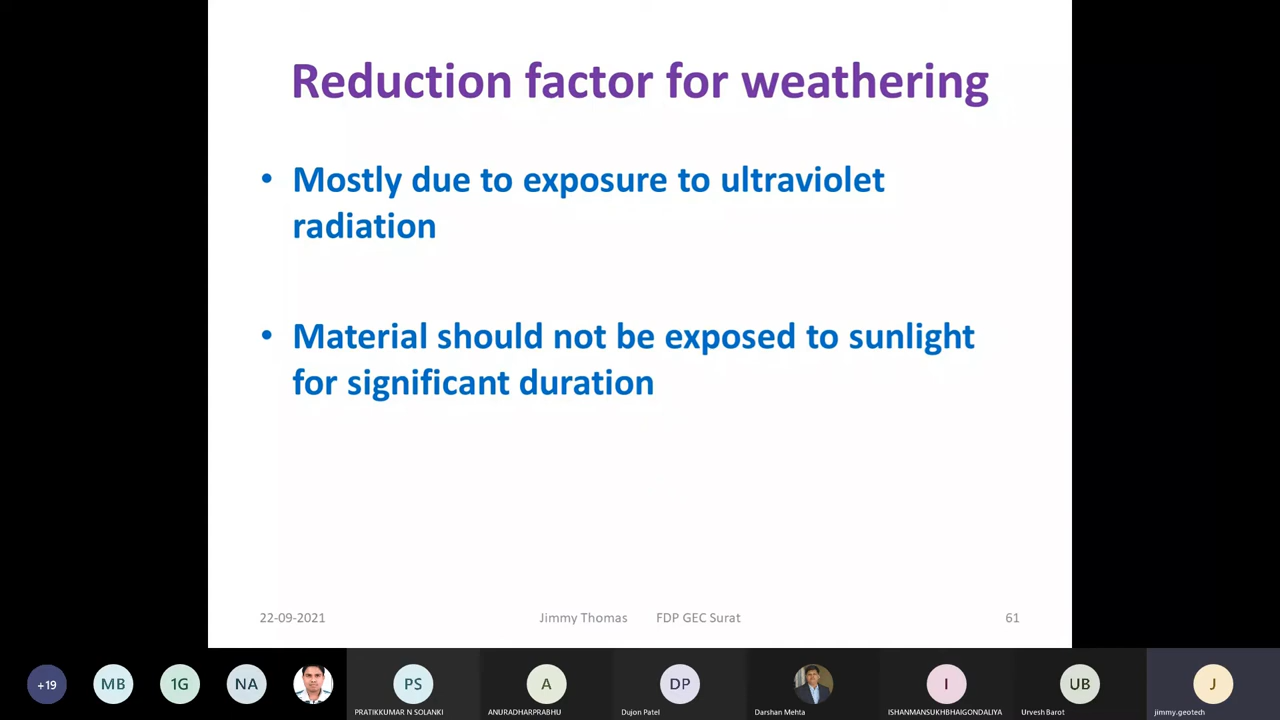 Reduction factor for weathering
• Mostly due to exposure to ultraviolet
radiation
• Material should not be exposed to sunlight
for significant duration
22-09-2021 Jimmy Thomas FDP GEC Surat 61
+19 MB 1G NA PS A DP I UB J
PRATIKKUMAR N SOLANKI ANURADHARPRABHU Dujon Patel Darshan Mehta ISHANMANSUKHBHAIGONDALIYA Urvesh Barot jimmy.geotech